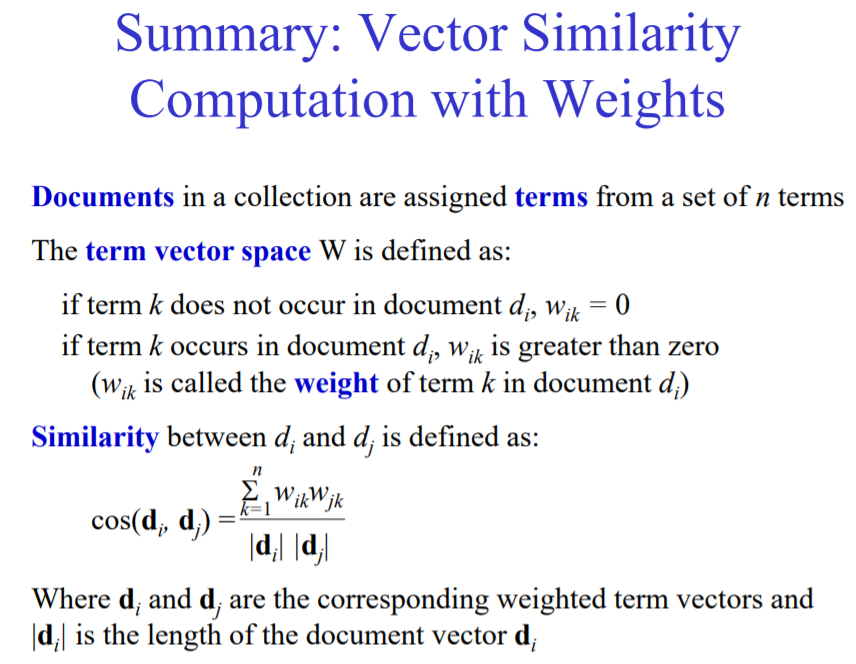 Summary: Vector Similarity
Computation with Weights
Documents in a collection are assigned terms from a set of n terms
The term vector space W is defined as:
if term k does not occur in document dᵢ, wᵢₖ = 0
if term k occurs in document dᵢ, wᵢₖ is greater than zero
(wᵢₖ is called the weight of term k in document dᵢ)
Similarity between dᵢ and dⱼ is defined as:
n
Σ wᵢₖwⱼₖ
k=1
cos(dᵢ, dⱼ) =
|dᵢ| |dⱼ|
Where dᵢ and dⱼ are the corresponding weighted term vectors and
|dᵢ| is the length of the document vector dᵢ